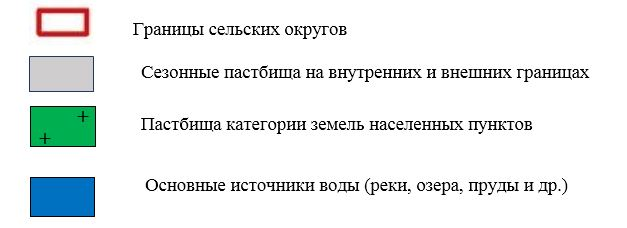 Границы сельских округов
Сезонные пастбища на внутренних и внешних границах
Пастбища категории земель населенных пунктов
Основные источники воды (реки, озера, пруды и др.)